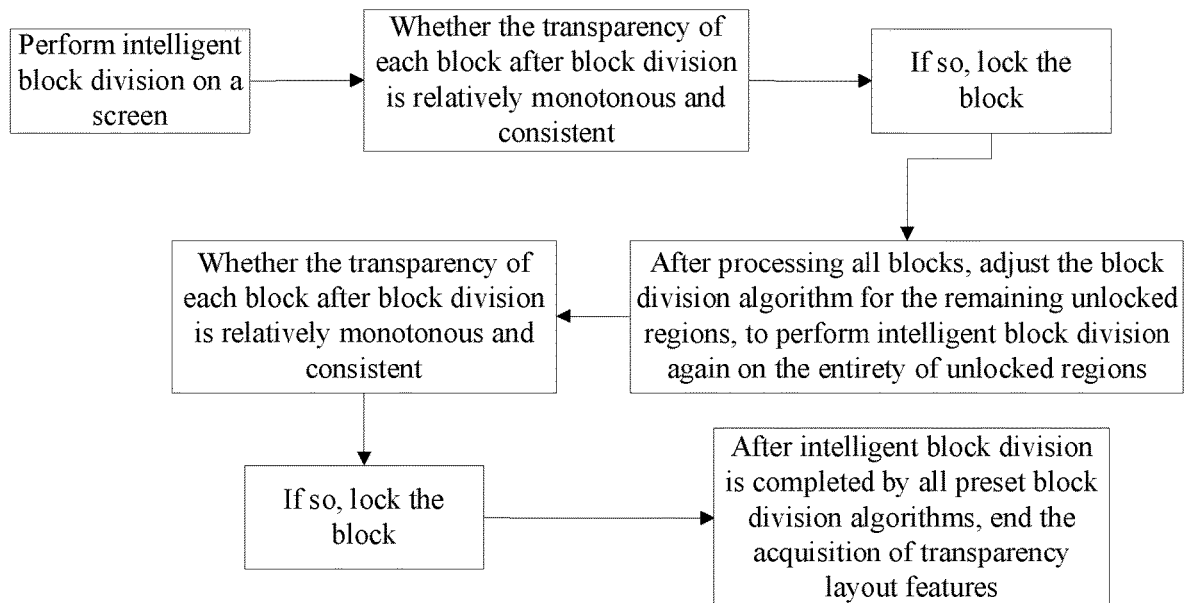 Perform intelligent
block division on a
screen
Whether the transparency of
each block after block division
is relatively monotonous and
consistent
If so, lock the
block
After processing all blocks, adjust the block
division algorithm for the remaining unlocked
regions, to perform intelligent block division
again on the entirety of unlocked regions
Whether the transparency of
each block after block division
is relatively monotonous and
consistent
If so, lock the
block
After intelligent block division
is completed by all preset block
division algorithms, end the
acquisition of transparency
layout features